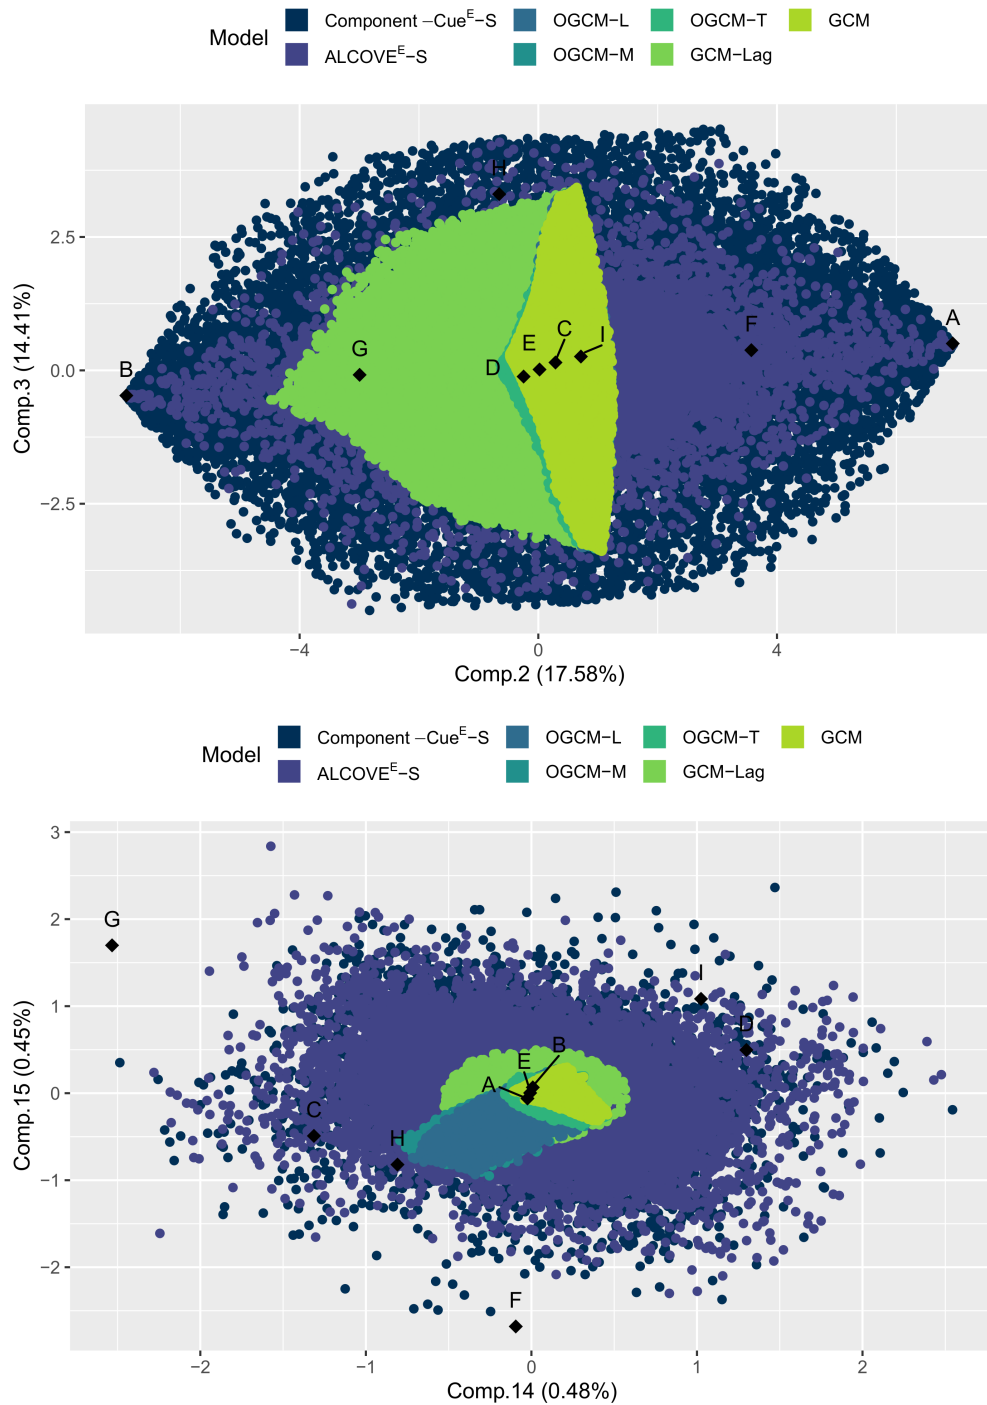 Model
Component −Cue^E−S
OGCM−L
OGCM−T
GCM
ALCOVE^E−S
OGCM−M
GCM−Lag
Comp.3 (14.41%)
2.5
0.0
−2.5
H
A
F
C
I
E
G
D
B
−4
0
4
Comp.2 (17.58%)
Model
Component −Cue^E−S
OGCM−L
OGCM−T
GCM
ALCOVE^E−S
OGCM−M
GCM−Lag
Comp.15 (0.45%)
3
2
1
0
−1
−2
G
I
D
B
E
A
C
H
F
−2
−1
0
1
2
Comp.14 (0.48%)